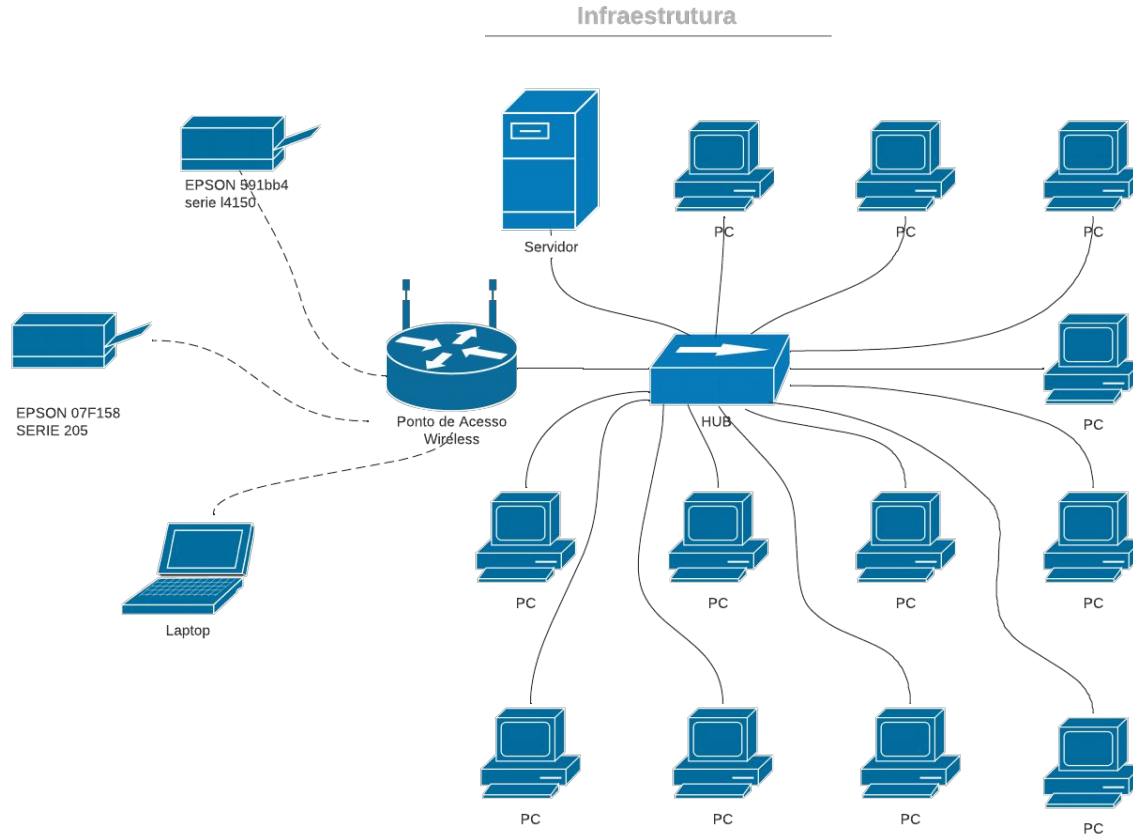 Infraestrutura
EPSON 591bb4
serie l4150
Servidor
PC
PC
PC
EPSON 07F158
SERIE 205
Ponto de Acesso
Wireless
HUB
PC
Laptop
PC
PC
PC
PC
PC
PC
PC
PC